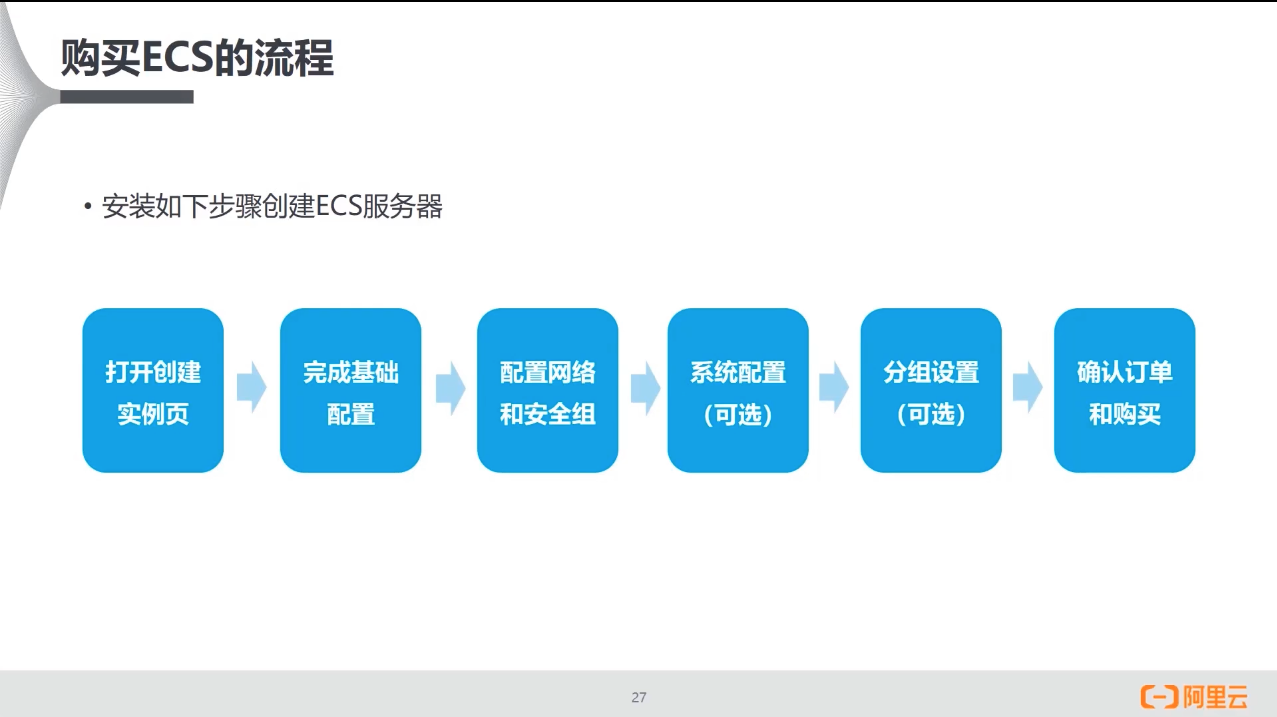 购买ECS的流程
• 安装如下步骤创建ECS服务器
打开创建
实例页
完成基础
配置
配置网络
和安全组
系统配置
（可选）
分组设置
（可选）
确认订单
和购买
27
阿里云